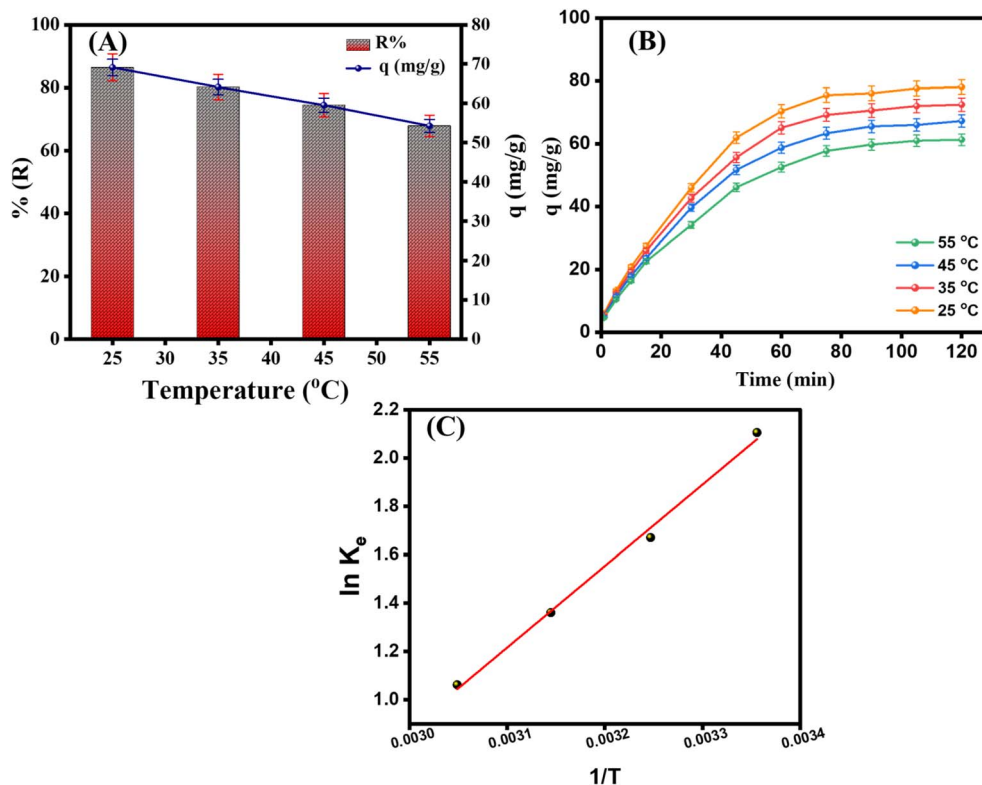 (A)
R%
q (mg/g)
% (R)
100
80
60
40
20
0
80
70
60
50
40
30
20
10
0
q (mg/g)
25 30 35 40 45 50 55
Temperature (⁰C)
(B)
q (mg/g)
100
80
60
40
20
0
55 °C
45 °C
35 °C
25 °C
0 20 40 60 80 100 120
Time (min)
(C)
ln Kₑ
2.2
2.0
1.8
1.6
1.4
1.2
1.0
0.0030 0.0031 0.0032 0.0033 0.0034
1/T